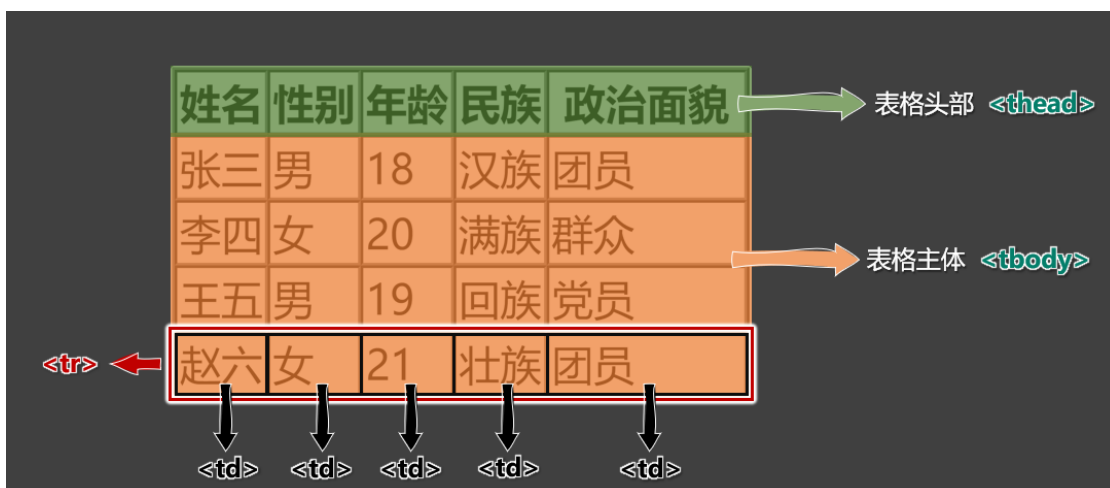 姓名 性别 年龄 民族 政治面貌 表格头部 <thead>
张三 男 18 汉族 团员
李四 女 20 满族 群众
表格主体 <tbody>
王五 男 19 回族 党员
<tr> 赵六 女 21 壮族 团员
<td> <td> <td> <td> <td>